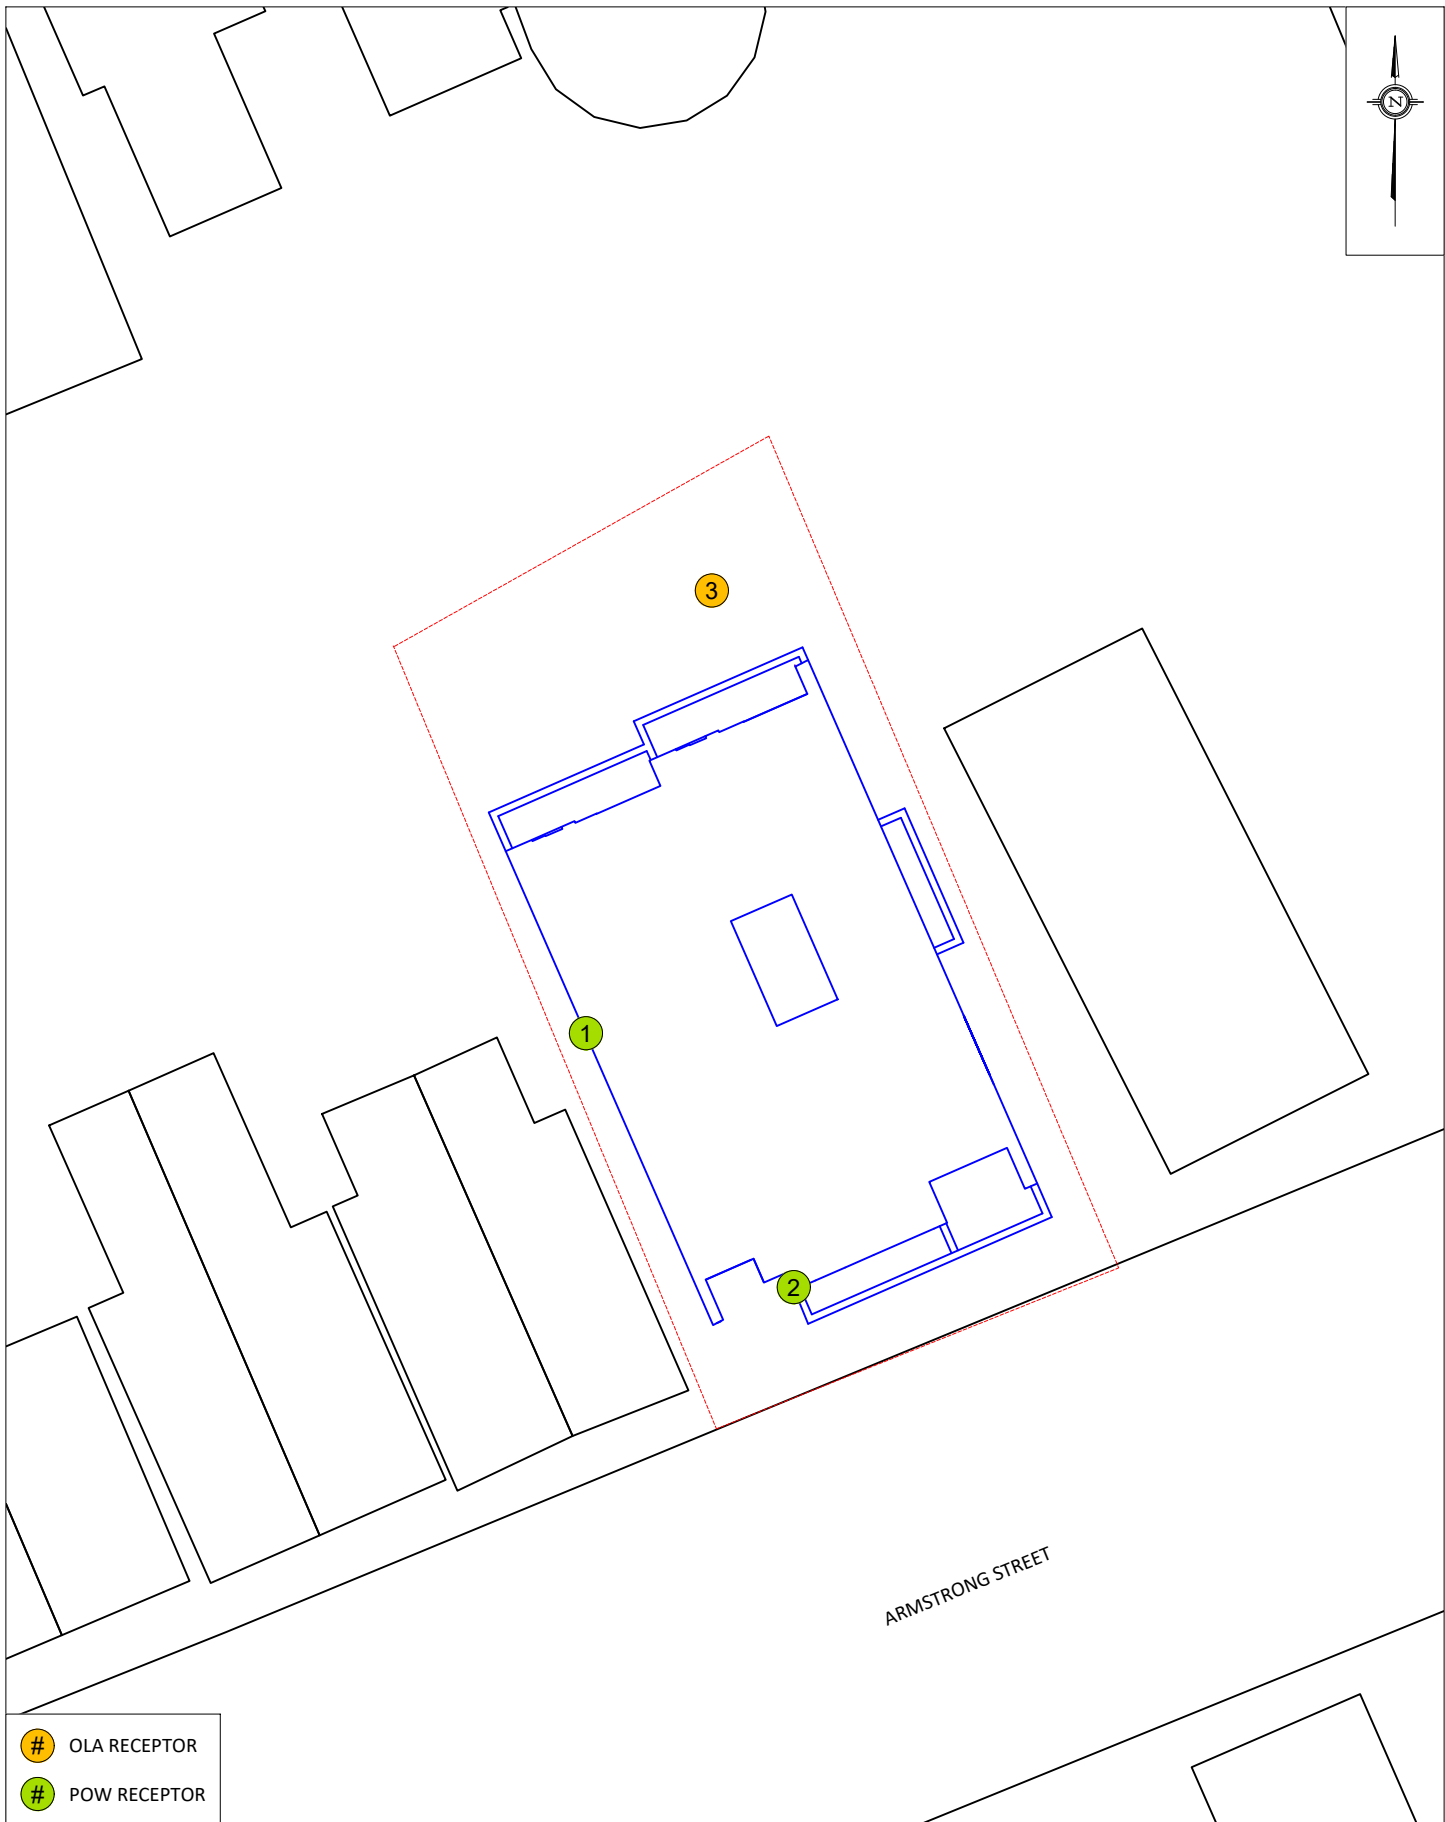 N
3
1
2
ARMSTRONG STREET
# OLA RECEPTOR
# POW RECEPTOR